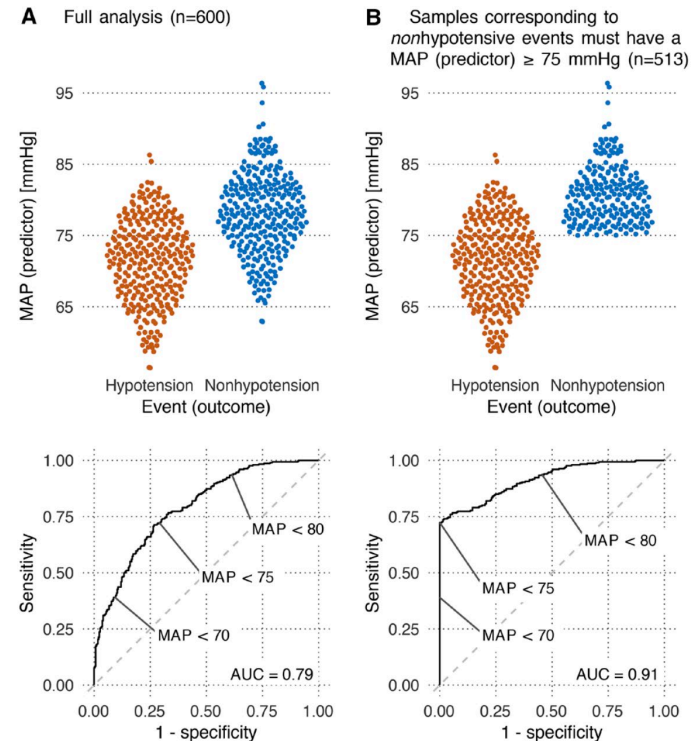 A Full analysis (n=600)
95
85
75
65
MAP (predictor) [mmHg]
Hypotension Nonhypotension
Event (outcome)
1.00
0.75
0.50
0.25
0.00
Sensitivity
MAP < 80
MAP < 75
MAP < 70
AUC = 0.79
0.00 0.25 0.50 0.75 1.00
1 - specificity
B Samples corresponding to
nonhypotensive events must have a
MAP (predictor) ≥ 75 mmHg (n=513)
95
85
75
65
MAP (predictor) [mmHg]
Hypotension Nonhypotension
Event (outcome)
1.00
0.75
0.50
0.25
0.00
Sensitivity
MAP < 80
MAP < 75
MAP < 70
AUC = 0.91
0.00 0.25 0.50 0.75 1.00
1 - specificity